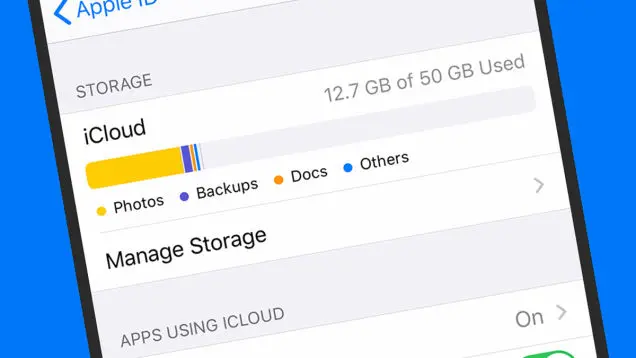 Apple ID
STORAGE
iCloud
12.7 GB of 50 GB Used
Photos
Backups
Docs
Others
Manage Storage
APPS USING ICLOUD
On